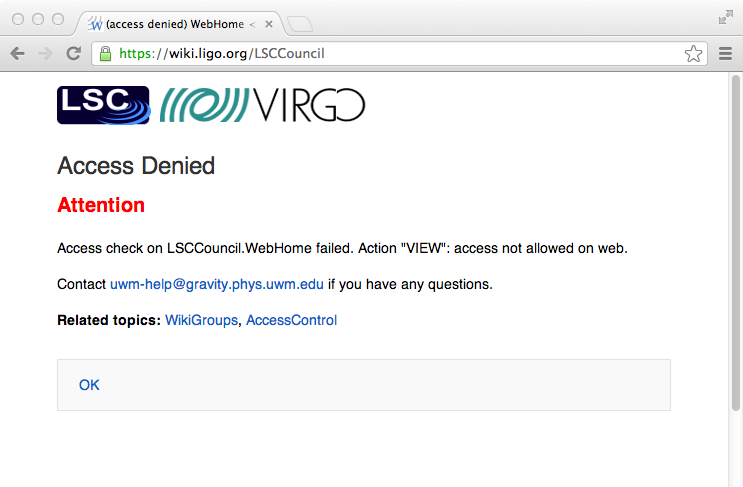 (access denied) WebHome <
https://wiki.ligo.org/LSCCouncil
LSC VIRGO
Access Denied
Attention
Access check on LSCCouncil.WebHome failed. Action "VIEW": access not allowed on web.
Contact uwm-help@gravity.phys.uwm.edu if you have any questions.
Related topics: WikiGroups, AccessControl
OK